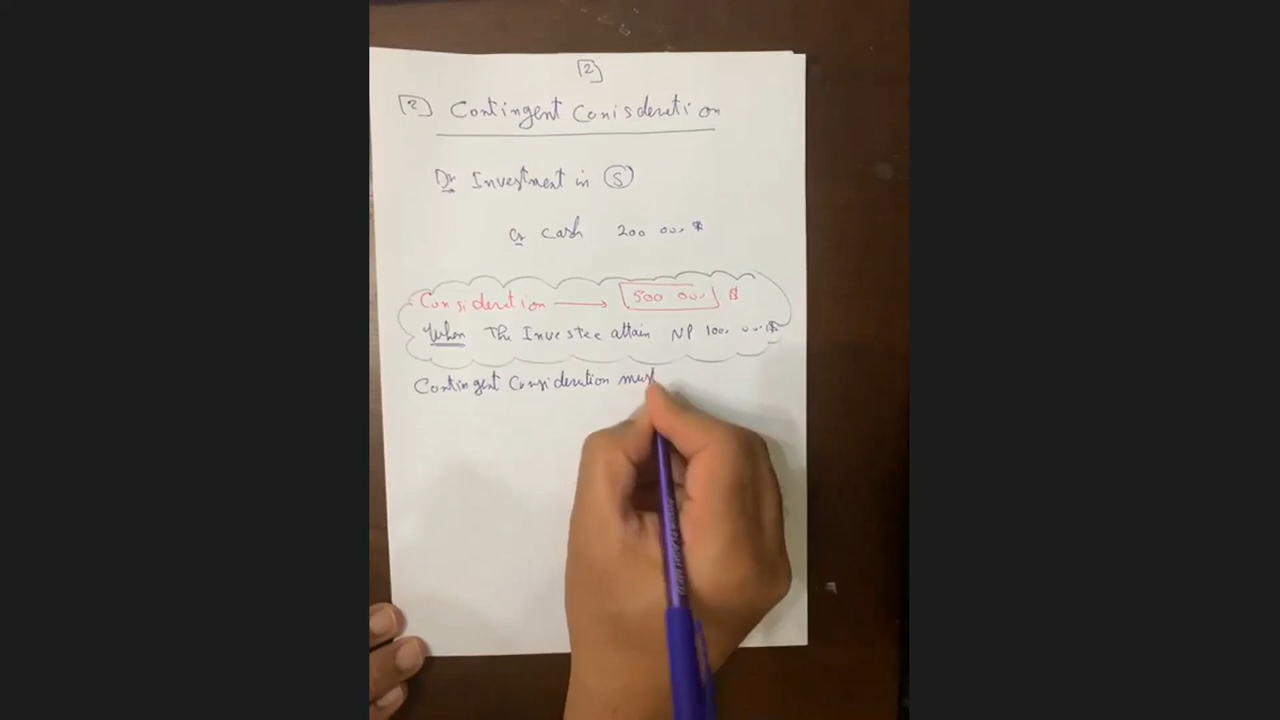 [2]
[2] Contingent Conisderation
Dr Investment in S
Cr Cash 200 000 $
Consideration → 500 000 $
When The Investee attain NP 100 000 $
Contingent Consideration must